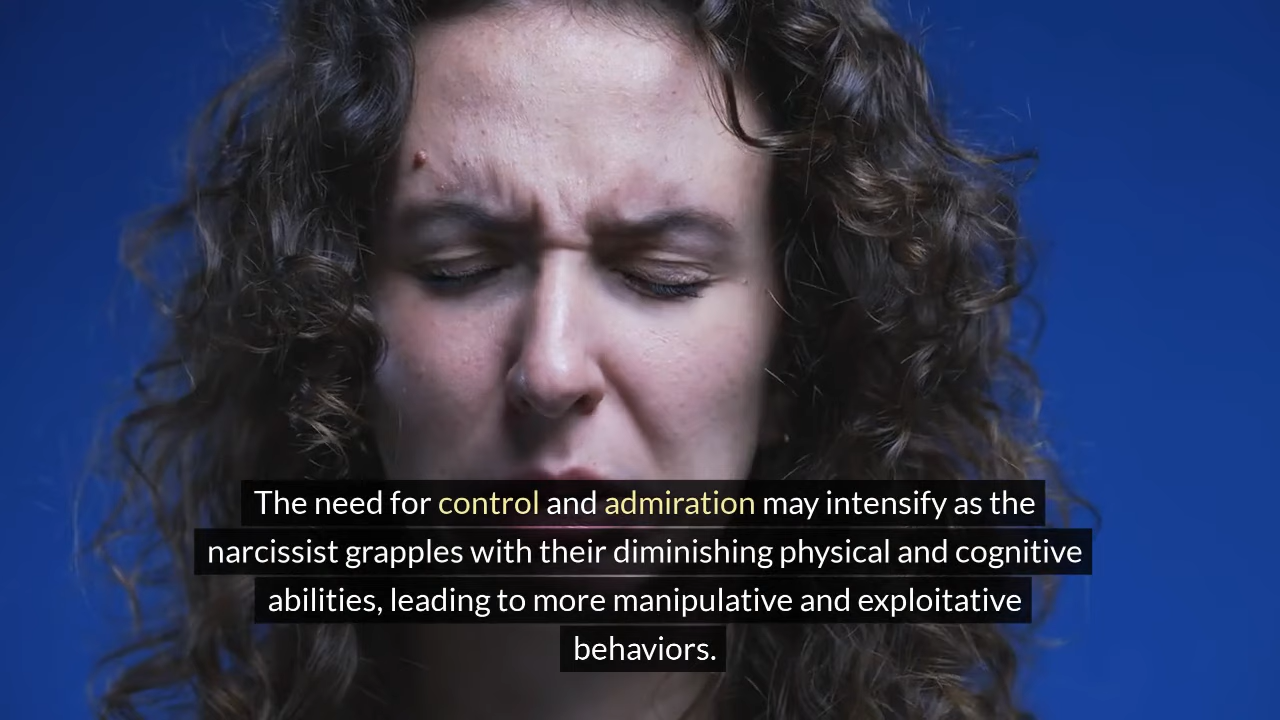 The need for control and admiration may intensify as the
narcissist grapples with their diminishing physical and cognitive
abilities, leading to more manipulative and exploitative
behaviors.